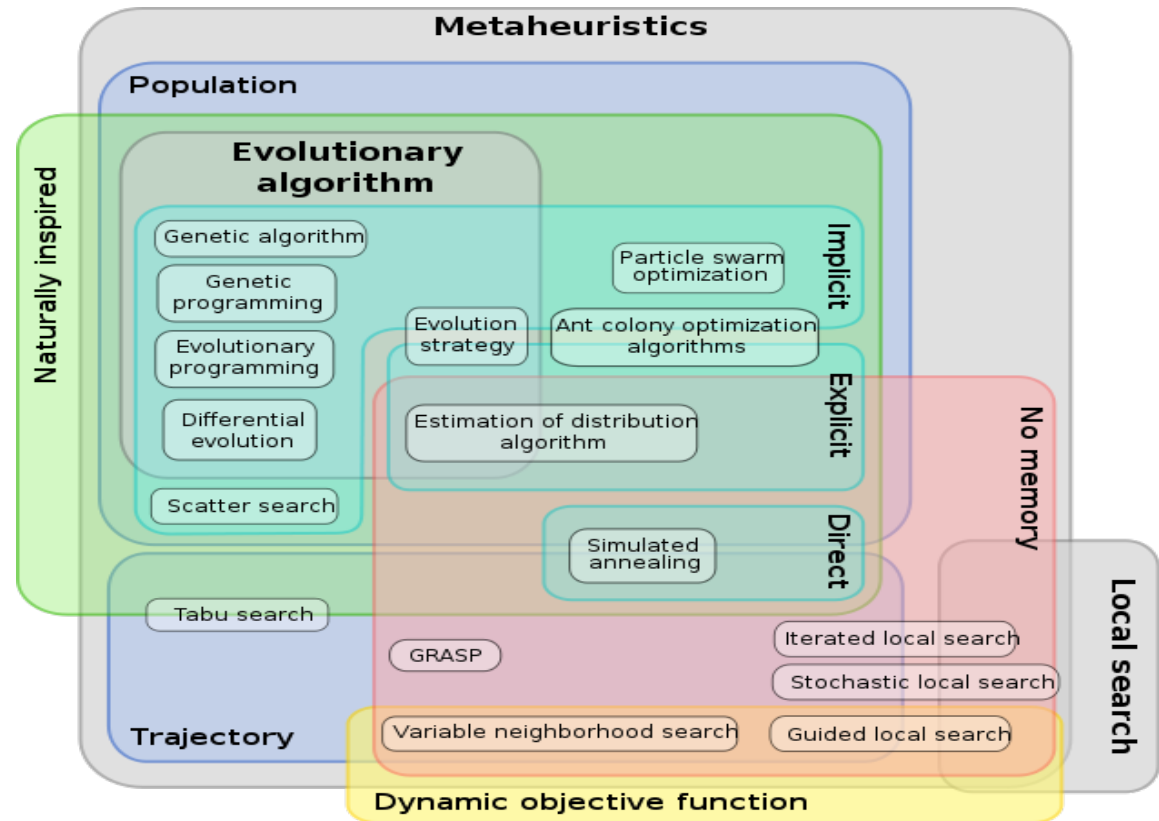 Metaheuristics
Population
Naturally inspired
Evolutionary
algorithm
Genetic algorithm
Implicit
Particle swarm
optimization
Genetic
programming
Evolution
strategy
Ant colony optimization
algorithms
Evolutionary
programming
Explicit
No memory
Differential
evolution
Estimation of distribution
algorithm
Scatter search
Direct
Simulated
annealing
Local search
Tabu search
GRASP
Iterated local search
Stochastic local search
Trajectory
Variable neighborhood search
Guided local search
Dynamic objective function